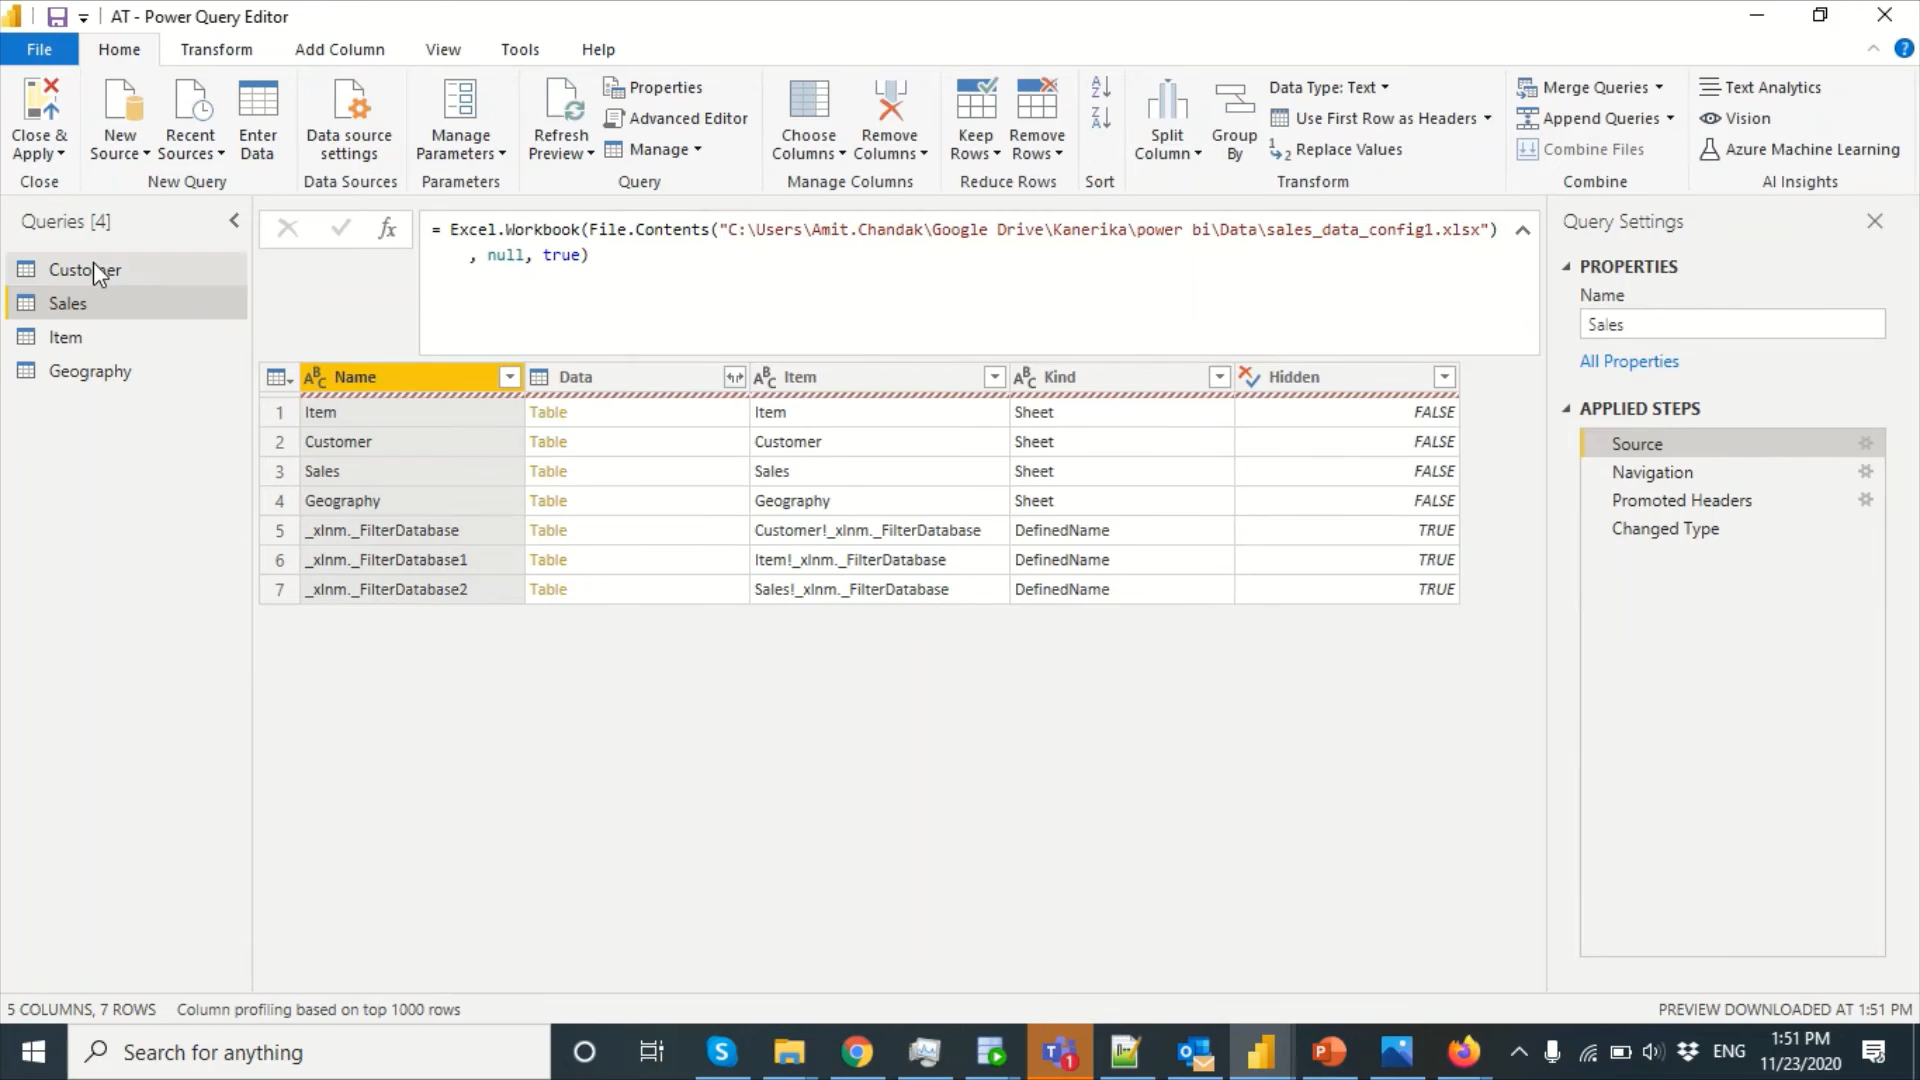 AT - Power Query Editor
File Home Transform Add Column View Tools Help
Close & Apply
New Source
Recent Sources
Enter Data
Data source settings
Manage Parameters
Refresh Preview
Properties
Advanced Editor
Manage
Choose Columns
Remove Columns
Keep Rows
Remove Rows
Split Column
Group By
Data Type: Text
Use First Row as Headers
Replace Values
Merge Queries
Append Queries
Combine Files
Text Analytics
Vision
Azure Machine Learning
Close New Query Data Sources Parameters Query Manage Columns Reduce Rows Sort Transform Combine AI Insights
Queries [4]
Customer
Sales
Item
Geography
fx
= Excel.Workbook(File.Contents("C:\Users\Amit.Chandak\Google Drive\Kanerika\power bi\Data\sales_data_config1.xlsx")
, null, true)
ABC Name Data ABC Item ABC Kind Hidden
1 Item Table Item Sheet FALSE
2 Customer Table Customer Sheet FALSE
3 Sales Table Sales Sheet FALSE
4 Geography Table Geography Sheet FALSE
5 _xlnm._FilterDatabase Table Customer!_xlnm._FilterDatabase DefinedName TRUE
6 _xlnm._FilterDatabase1 Table Item!_xlnm._FilterDatabase DefinedName TRUE
7 _xlnm._FilterDatabase2 Table Sales!_xlnm._FilterDatabase DefinedName TRUE
Query Settings
PROPERTIES
Name
Sales
All Properties
APPLIED STEPS
Source
Navigation
Promoted Headers
Changed Type
5 COLUMNS, 7 ROWS Column profiling based on top 1000 rows
PREVIEW DOWNLOADED AT 1:51 PM
Search for anything
ENG
1:51 PM
11/23/2020